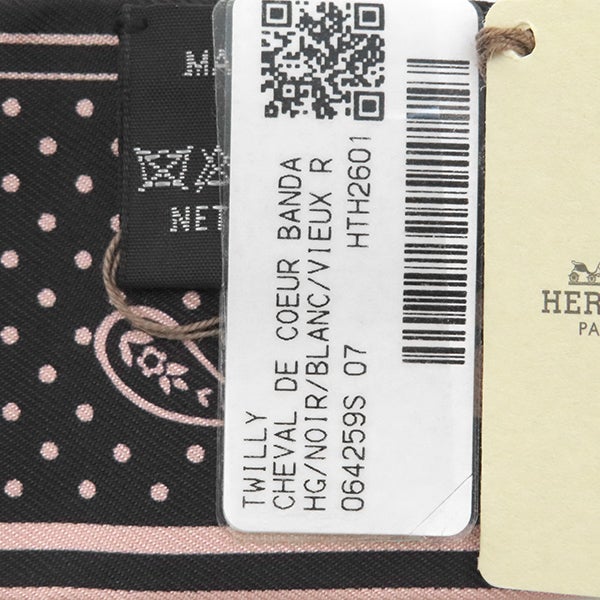 MA
NET
TWILLY
CHEVAL DE COEUR BANDA
HG/NOIR/BLANC/VIEUX R
064259S 07 HTH2601
HER
PA